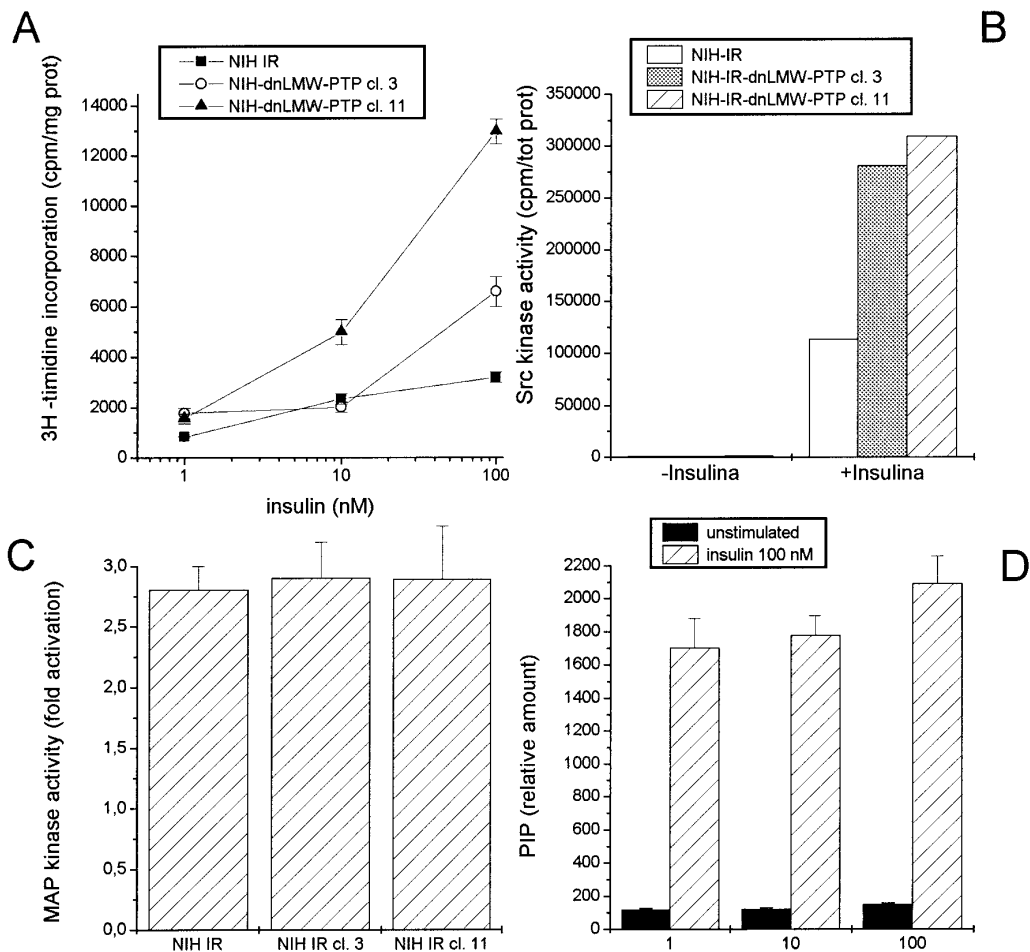 A
NIH IR
NIH-dnLMW-PTP cl. 3
NIH-dnLMW-PTP cl. 11
3H -timidine incorporation (cpm/mg prot)
14000
12000
10000
8000
6000
4000
2000
0
1
10
100
insulin (nM)
B
NIH-IR
NIH-IR-dnLMW-PTP cl. 3
NIH-IR-dnLMW-PTP cl. 11
Src kinase activity (cpm/tot prot)
350000
300000
250000
200000
150000
100000
50000
0
-Insulina
+Insulina
C
MAP kinase activity (fold activation)
3,0
2,5
2,0
1,5
1,0
0,5
0,0
NIH IR
NIH IR cl. 3
NIH IR cl. 11
D
unstimulated
insulin 100 nM
PIP (relative amount)
2200
2000
1800
1600
1400
1200
1000
800
600
400
200
0
1
10
100